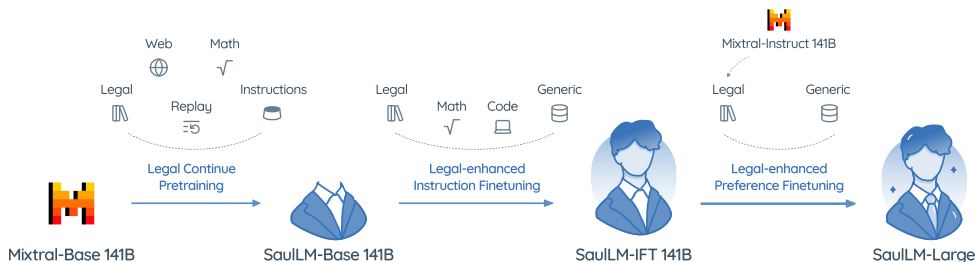 Web
Math
Legal
Replay
Instructions
Legal Continue
Pretraining
Mixtral-Base 141B
SaulLM-Base 141B
Legal
Math
Code
Generic
Legal-enhanced
Instruction Finetuning
SaulLM-IFT 141B
Mixtral-Instruct 141B
Legal
Generic
Legal-enhanced
Preference Finetuning
SaulLM-Large